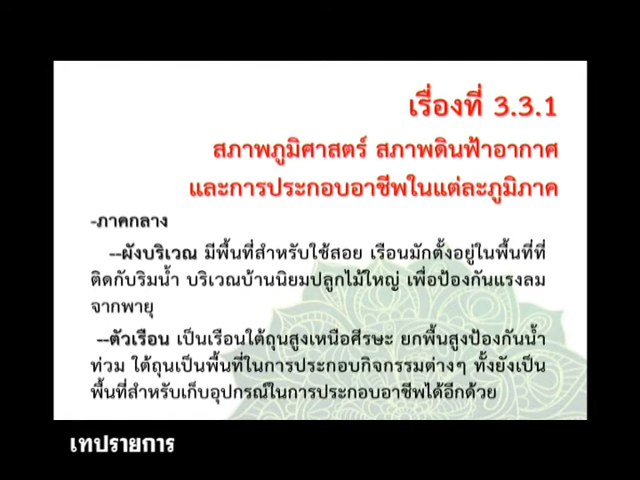 เรื่องที่ 3.3.1
สภาพภูมิศาสตร์ สภาพดินฟ้าอากาศ
และการประกอบอาชีพในแต่ละภูมิภาค
-ภาคกลาง
--ผังบริเวณ มีพื้นที่สำหรับใช้สอย เรือนมักตั้งอยู่ในพื้นที่ที่
ติดกับริมน้ำ บริเวณบ้านนิยมปลูกไม้ใหญ่ เพื่อป้องกันแรงลม
จากพายุ
--ตัวเรือน เป็นเรือนใต้ถุนสูงเหนือศีรษะ ยกพื้นสูงป้องกันน้ำ
ท่วม ใต้ถุนเป็นพื้นที่ในการประกอบกิจกรรมต่างๆ ทั้งยังเป็น
พื้นที่สำหรับเก็บอุปกรณ์ในการประกอบอาชีพได้อีกด้วย
เทปรายการ